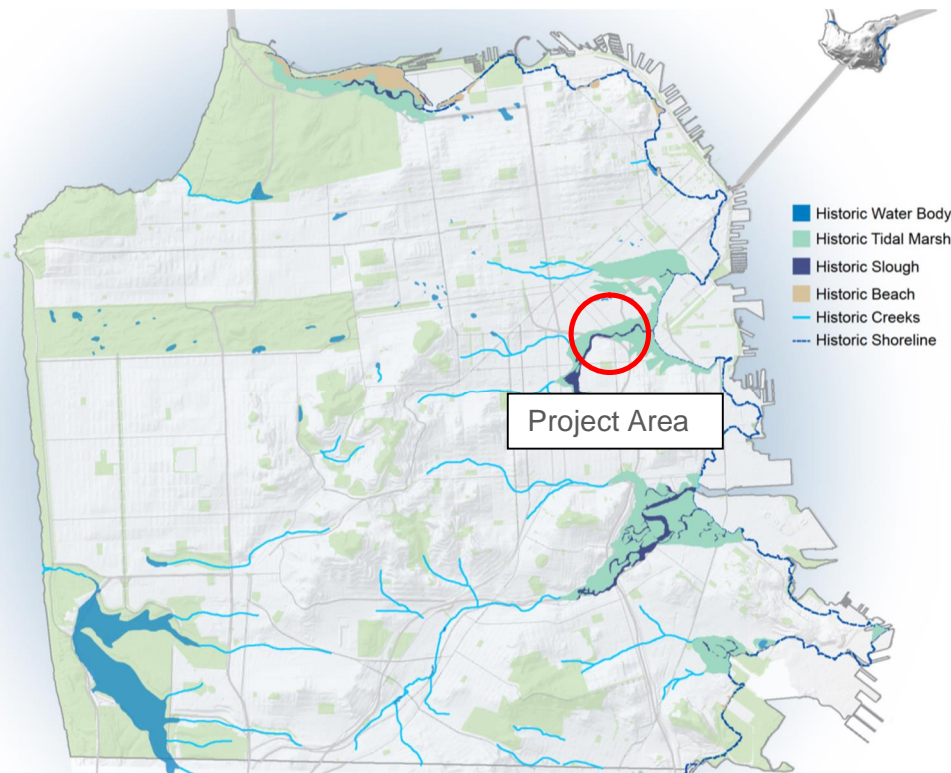 Historic Water Body
Historic Tidal Marsh
Historic Slough
Historic Beach
Historic Creeks
Historic Shoreline
Project Area